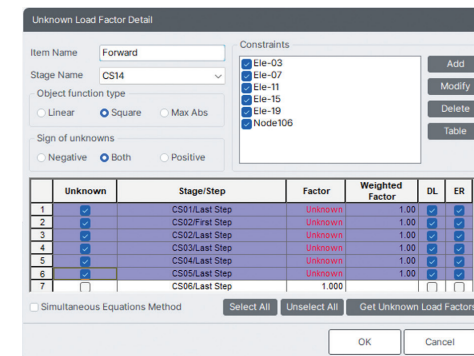 Unknown Load Factor Detail
Item Name Forward
Stage Name CS14
Object function type
Linear Square Max Abs
Sign of unknowns
Negative Both Positive
Constraints
Ele-03
Ele-07
Ele-11
Ele-15
Ele-19
Node106
Add
Modify
Delete
Table
Unknown Stage/Step Factor Weighted Factor DL ER
1 CS01/Last Step Unknown 1.00
2 CS02/First Step Unknown 1.00
3 CS02/Last Step Unknown 1.00
4 CS03/Last Step Unknown 1.00
5 CS04/Last Step Unknown 1.00
6 CS05/Last Step Unknown 1.00
7 CS06/Last Step 1.000
Simultaneous Equations Method Select All Unselect All Get Unknown Load Factors
OK Cancel